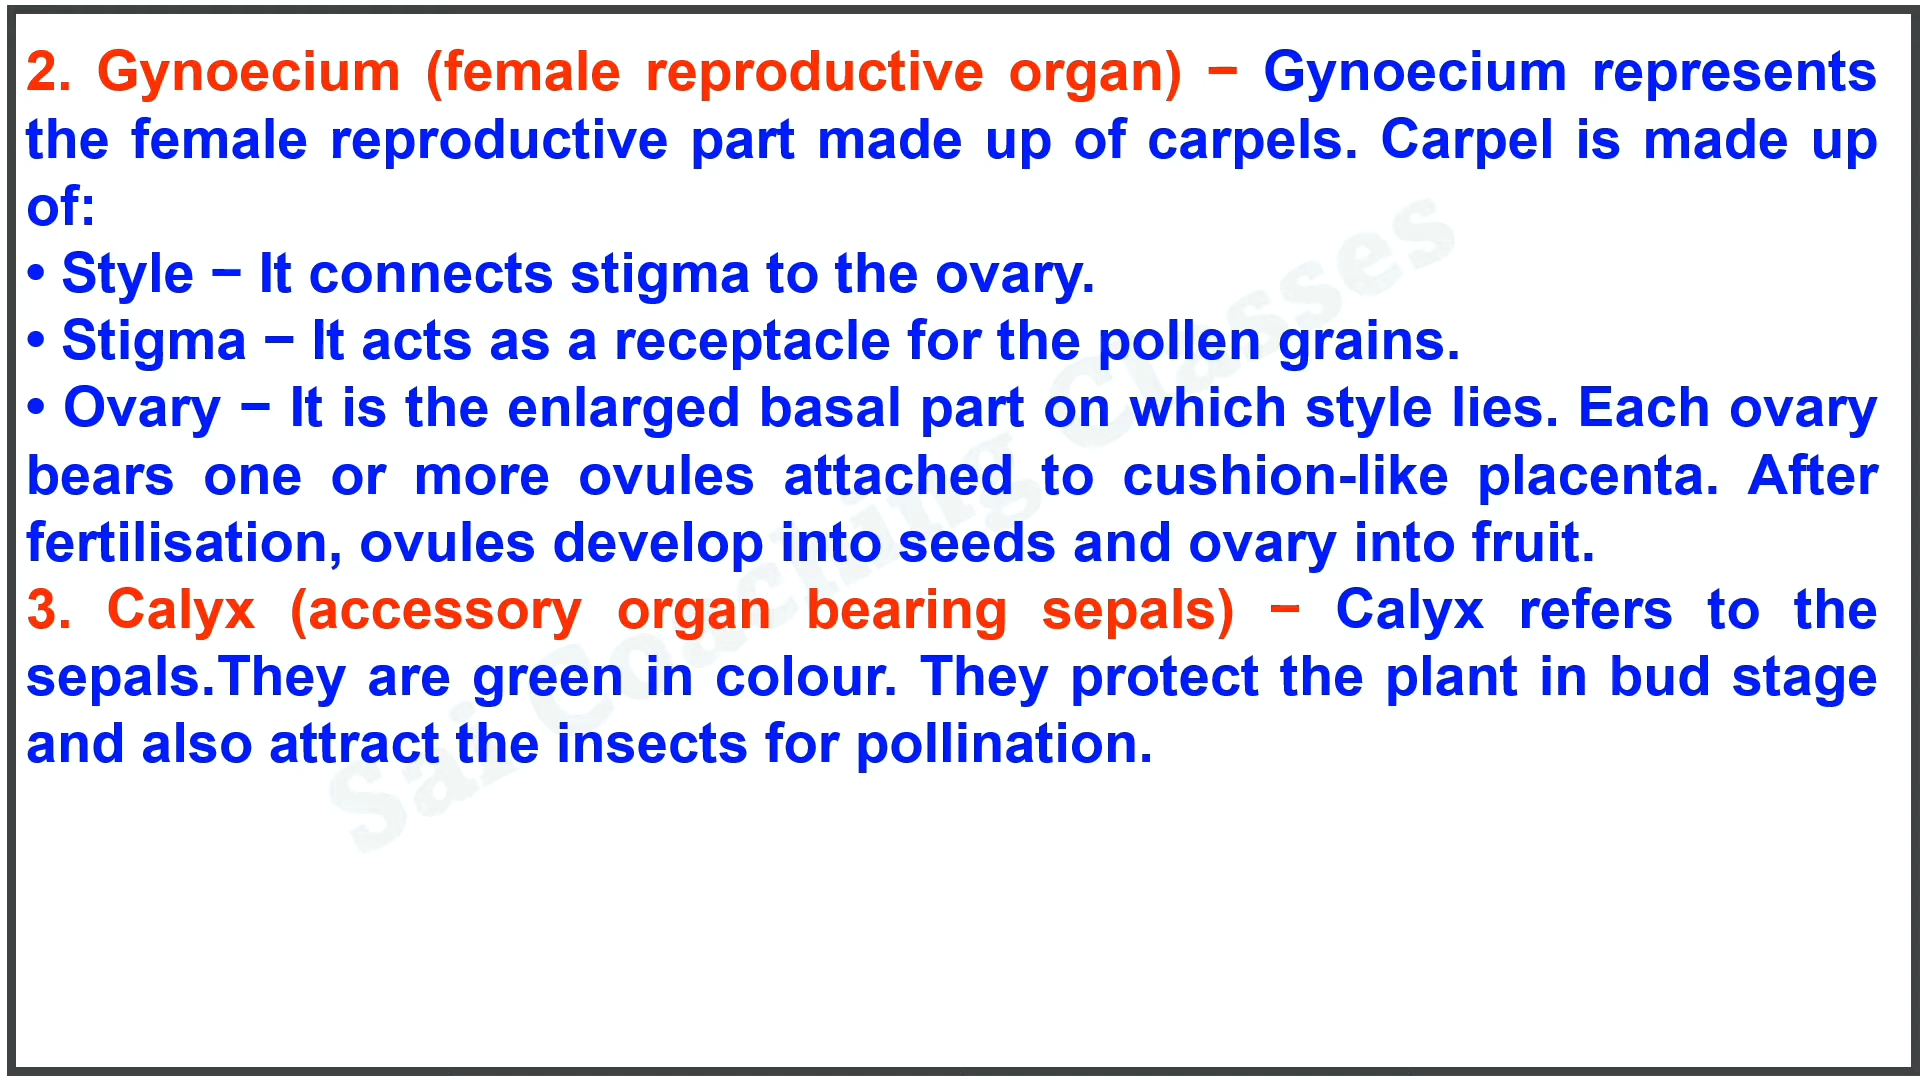 2. Gynoecium (female reproductive organ) − Gynoecium represents
the female reproductive part made up of carpels. Carpel is made up
of:
• Style − It connects stigma to the ovary.
• Stigma − It acts as a receptacle for the pollen grains.
• Ovary − It is the enlarged basal part on which style lies. Each ovary
bears one or more ovules attached to cushion-like placenta. After
fertilisation, ovules develop into seeds and ovary into fruit.
3. Calyx (accessory organ bearing sepals) − Calyx refers to the
sepals.They are green in colour. They protect the plant in bud stage
and also attract the insects for pollination.
Sai Coaching Classes